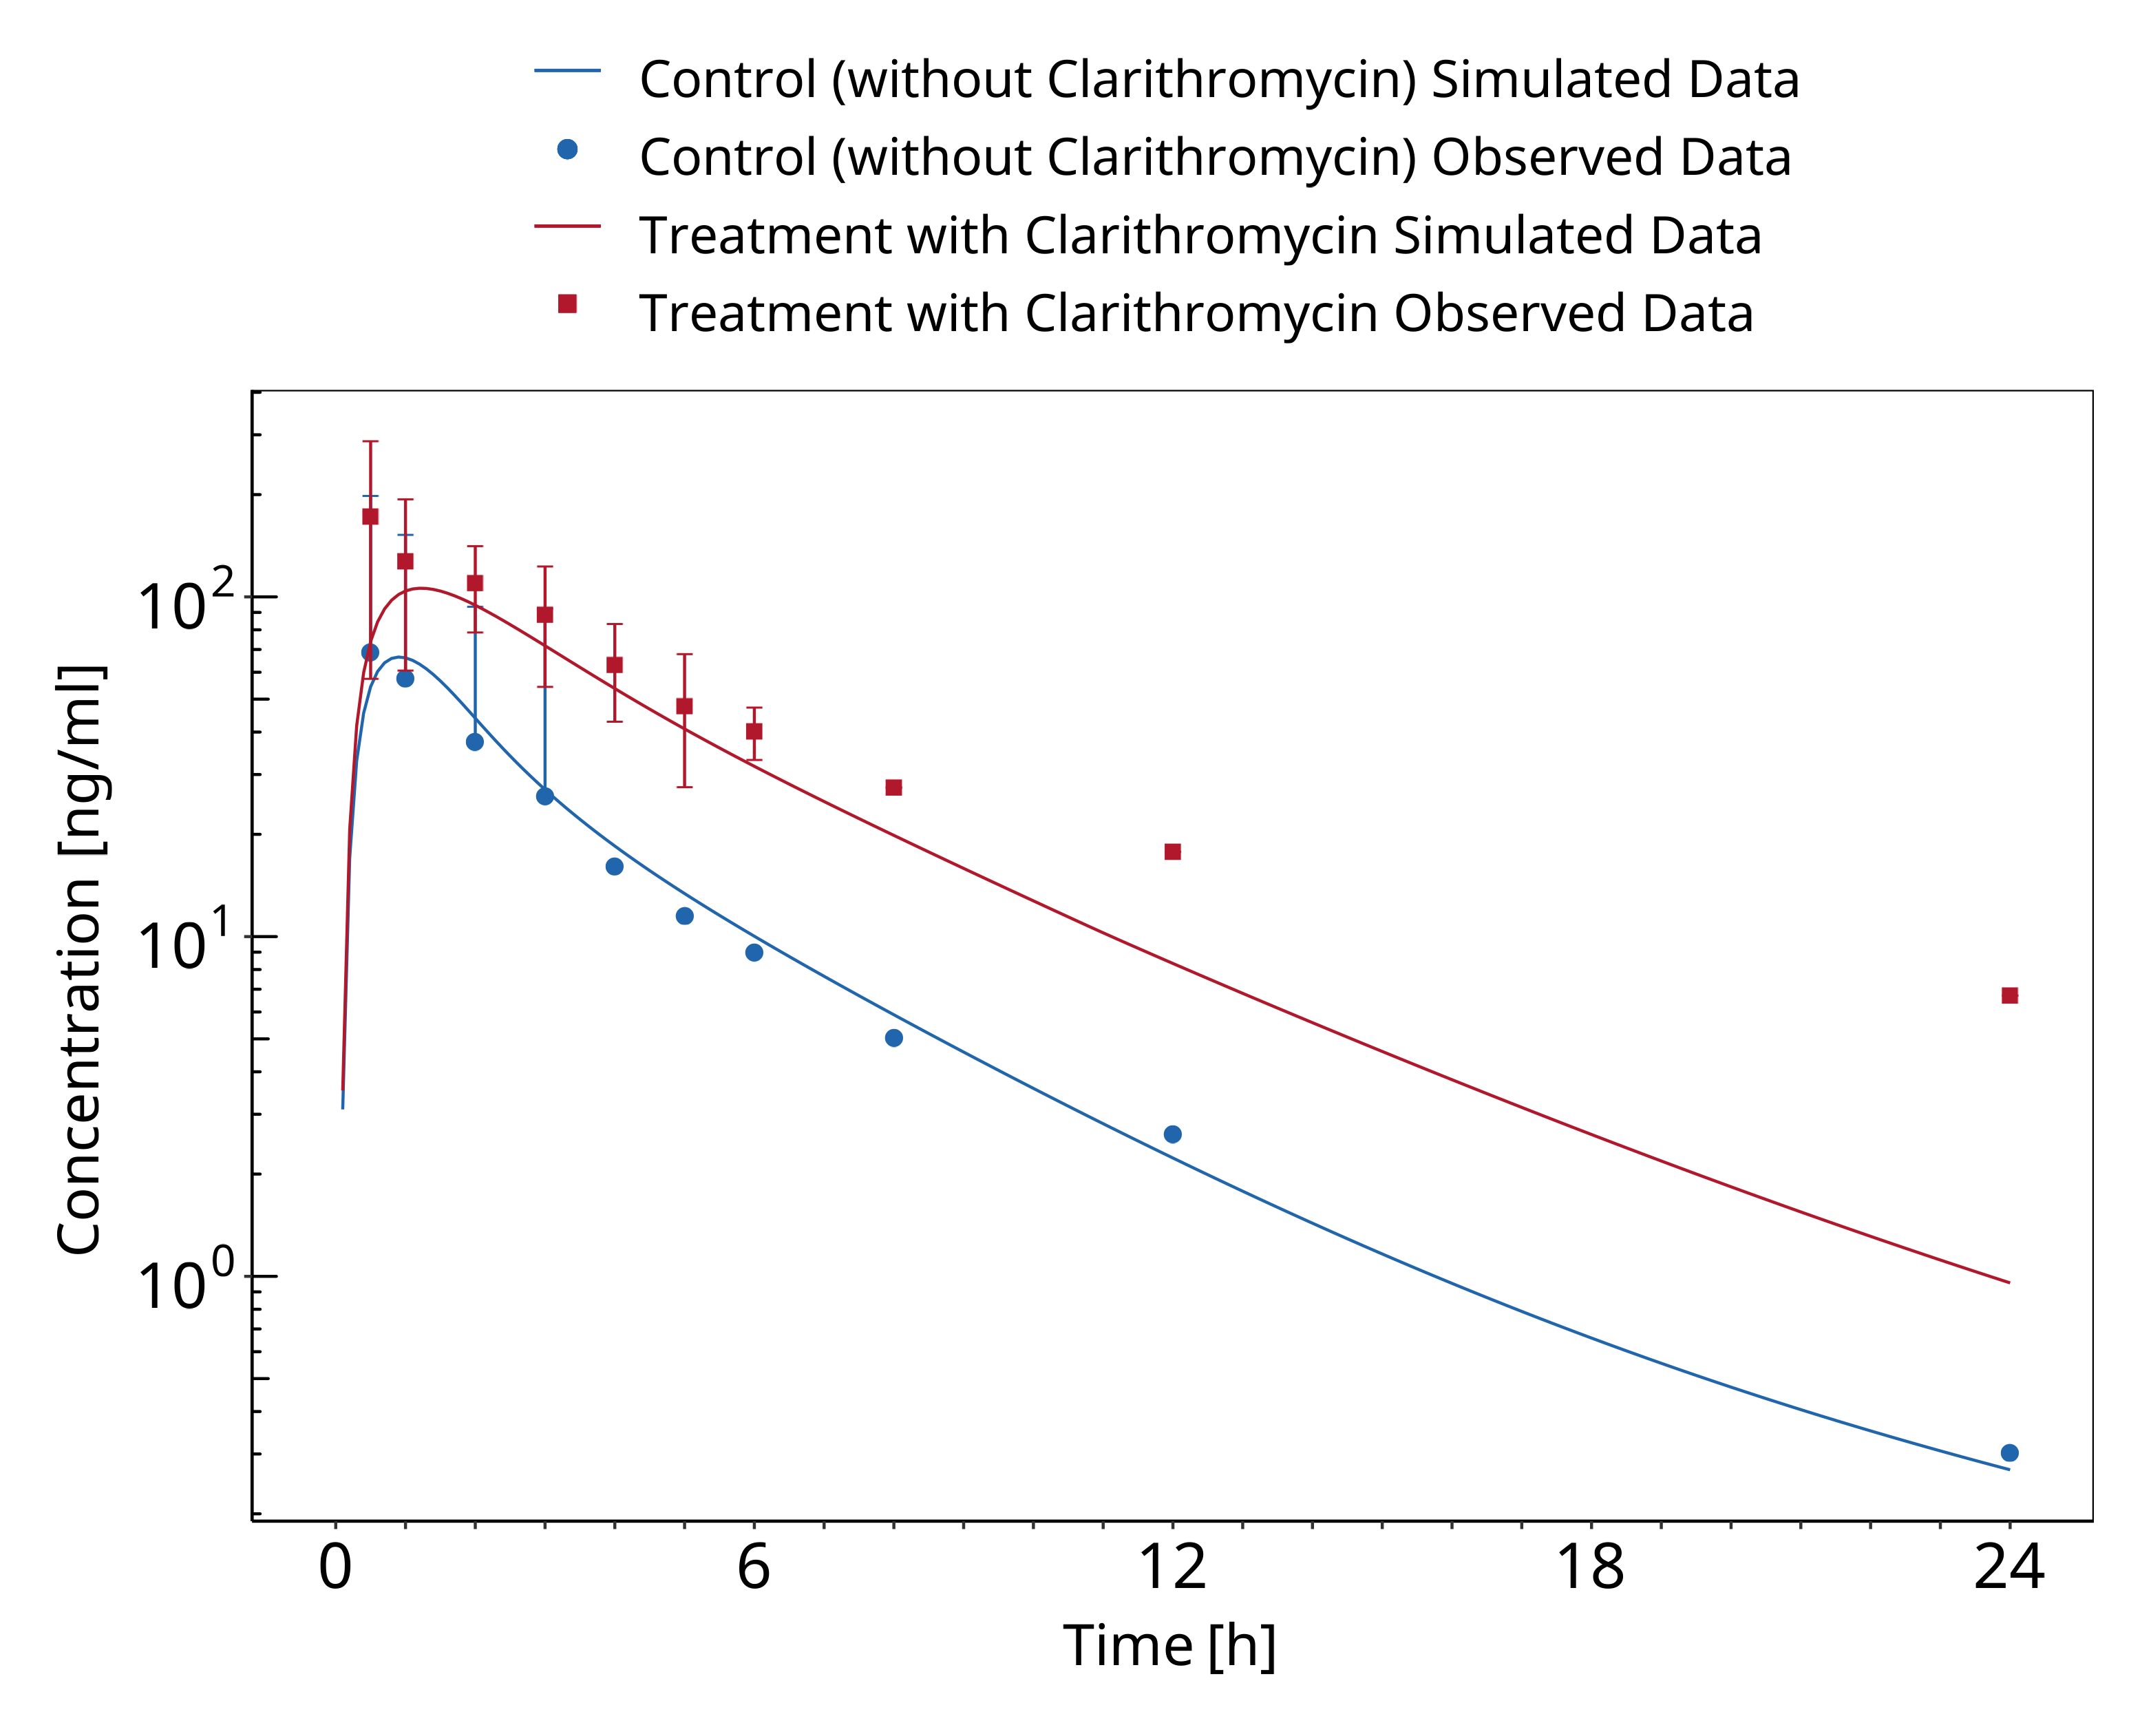 Control (without Clarithromycin) Simulated Data
Control (without Clarithromycin) Observed Data
Treatment with Clarithromycin Simulated Data
Treatment with Clarithromycin Observed Data
Concentration [ng/ml]
10²
10¹
10⁰
0 6 12 18 24
Time [h]